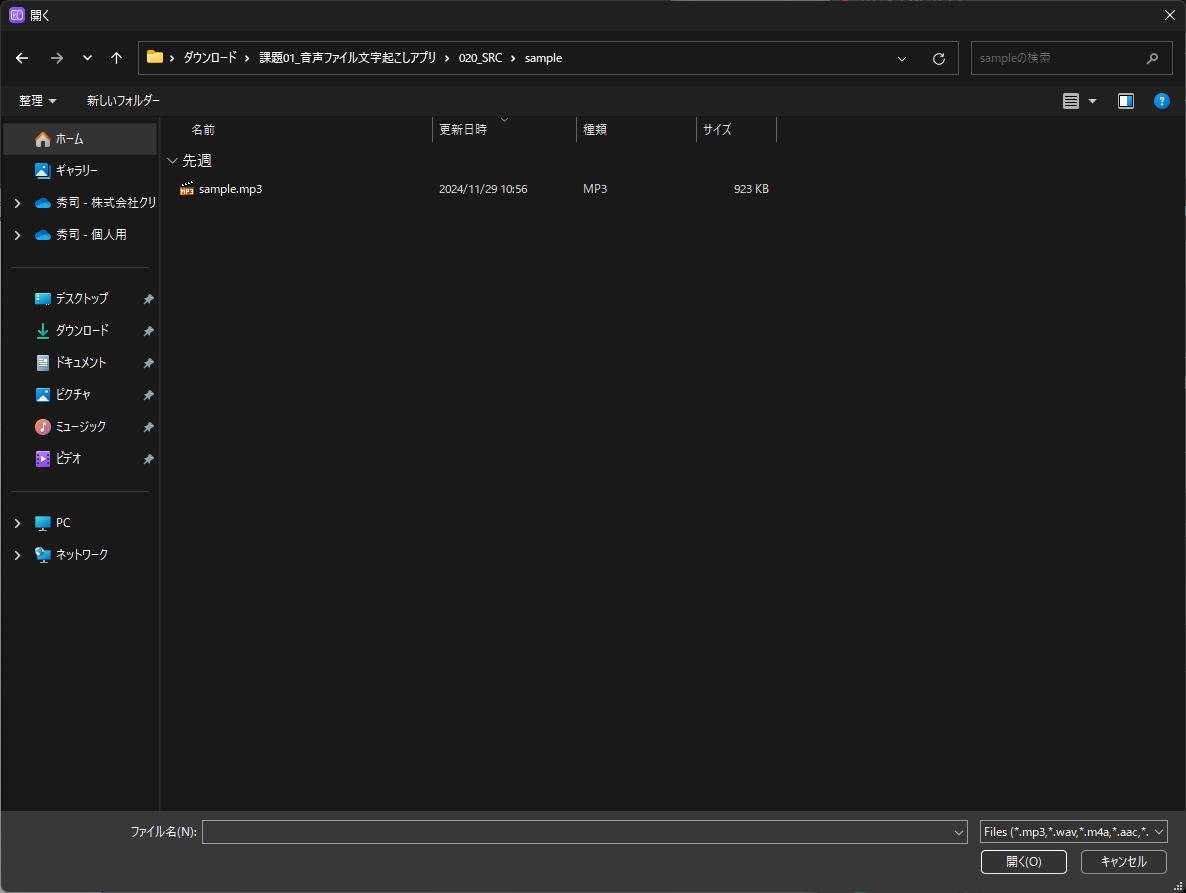 開く
ダウンロード › 課題01_音声ファイル文字起こしアプリ › 020_SRC › sample
sampleの検索
整理
新しいフォルダー
名前 更新日時 種類 サイズ
先週
sample.mp3 2024/11/29 10:56 MP3 923 KB
ホーム
ギャラリー
秀司 - 株式会社クリ
秀司 - 個人用
デスクトップ
ダウンロード
ドキュメント
ピクチャ
ミュージック
ビデオ
PC
ネットワーク
ファイル名(N):
Files (*.mp3,*.wav,*.m4a,*.aac,*.
開く(O) キャンセル